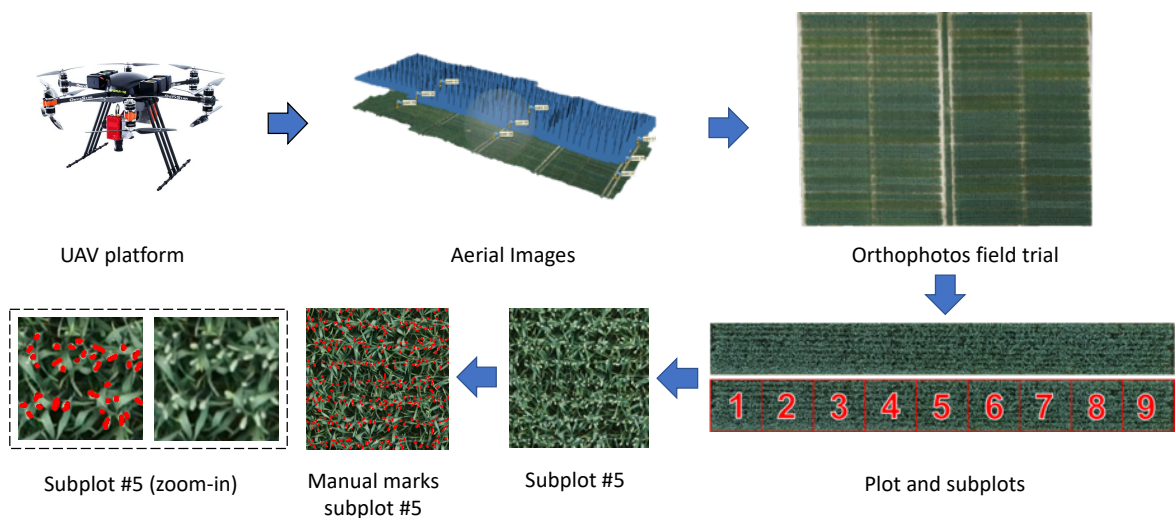 UAV platform
Aerial Images
Orthophotos field trial
1 2 3 4 5 6 7 8 9
Subplot #5 (zoom-in)
Manual marks
subplot #5
Subplot #5
Plot and subplots